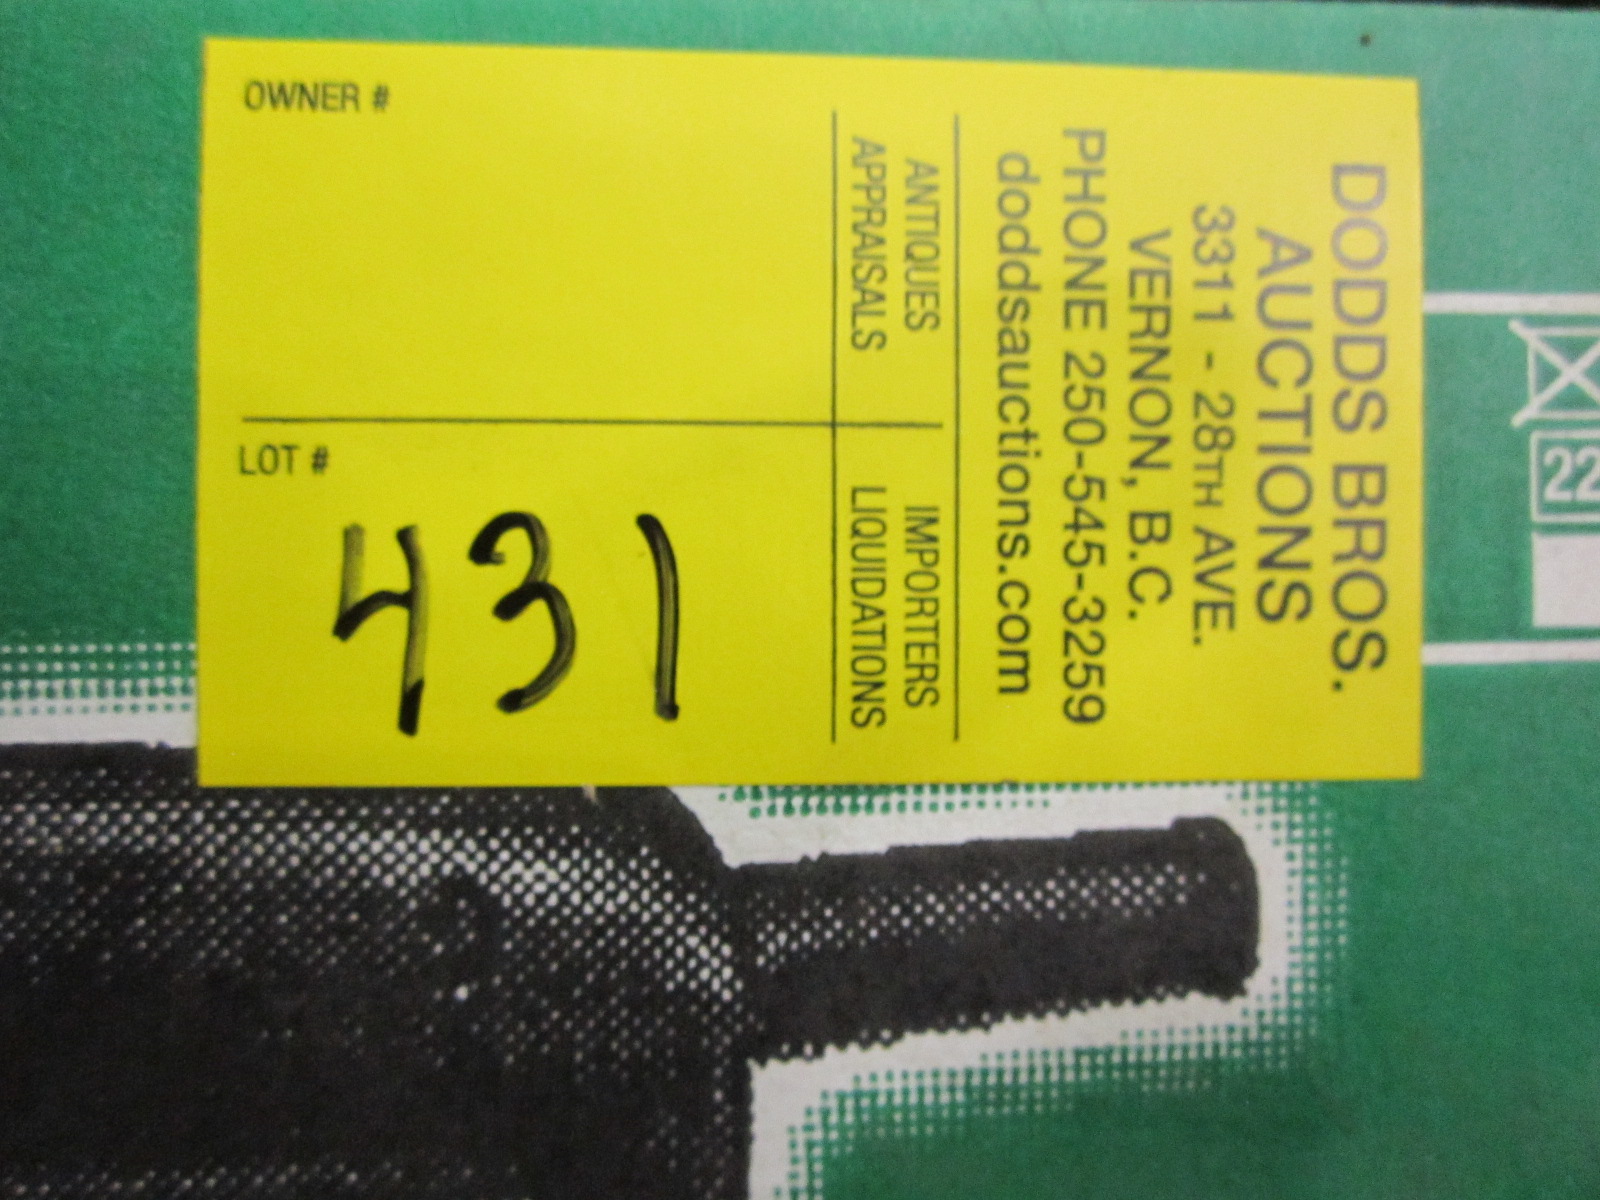 DODDS BROS.
AUCTIONS
3311 - 28TH AVE.
VERNON, B.C.
PHONE 250-545-3259
doddsauctions.com
ANTIQUES IMPORTERS
APPRAISALS LIQUIDATIONS
OWNER #
LOT #
431
22